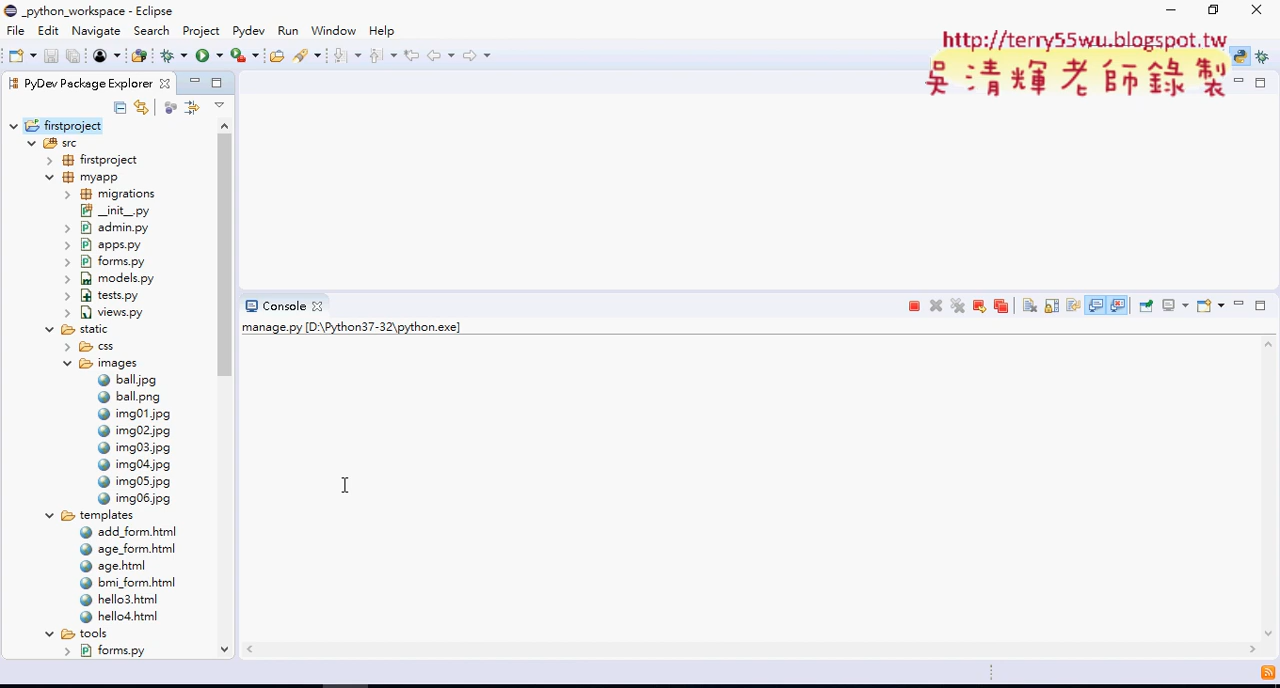 _python_workspace - Eclipse
File Edit Navigate Search Project Pydev Run Window Help
http://terry55wu.blogspot.tw
吳清輝老師錄製
PyDev Package Explorer
firstproject
src
firstproject
myapp
migrations
__init__.py
admin.py
apps.py
forms.py
models.py
tests.py
views.py
static
css
images
ball.jpg
ball.png
img01.jpg
img02.jpg
img03.jpg
img04.jpg
img05.jpg
img06.jpg
templates
add_form.html
age_form.html
age.html
bmi_form.html
hello3.html
hello4.html
tools
forms.py
Console
manage.py [D:\Python37-32\python.exe]